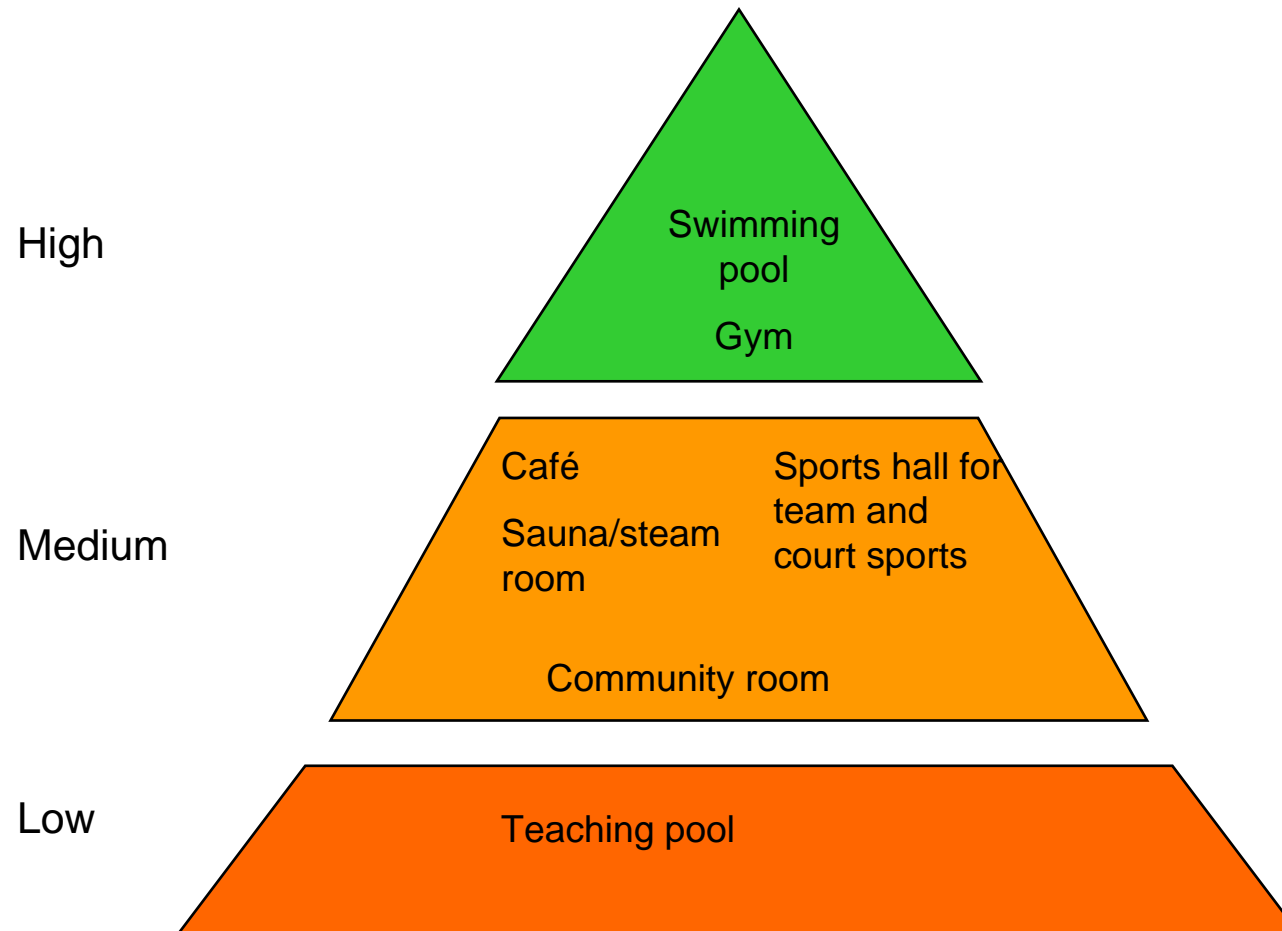 High
Swimming
pool
Gym
Medium
Café
Sauna/steam
room
Sports hall for
team and
court sports
Community room
Low
Teaching pool